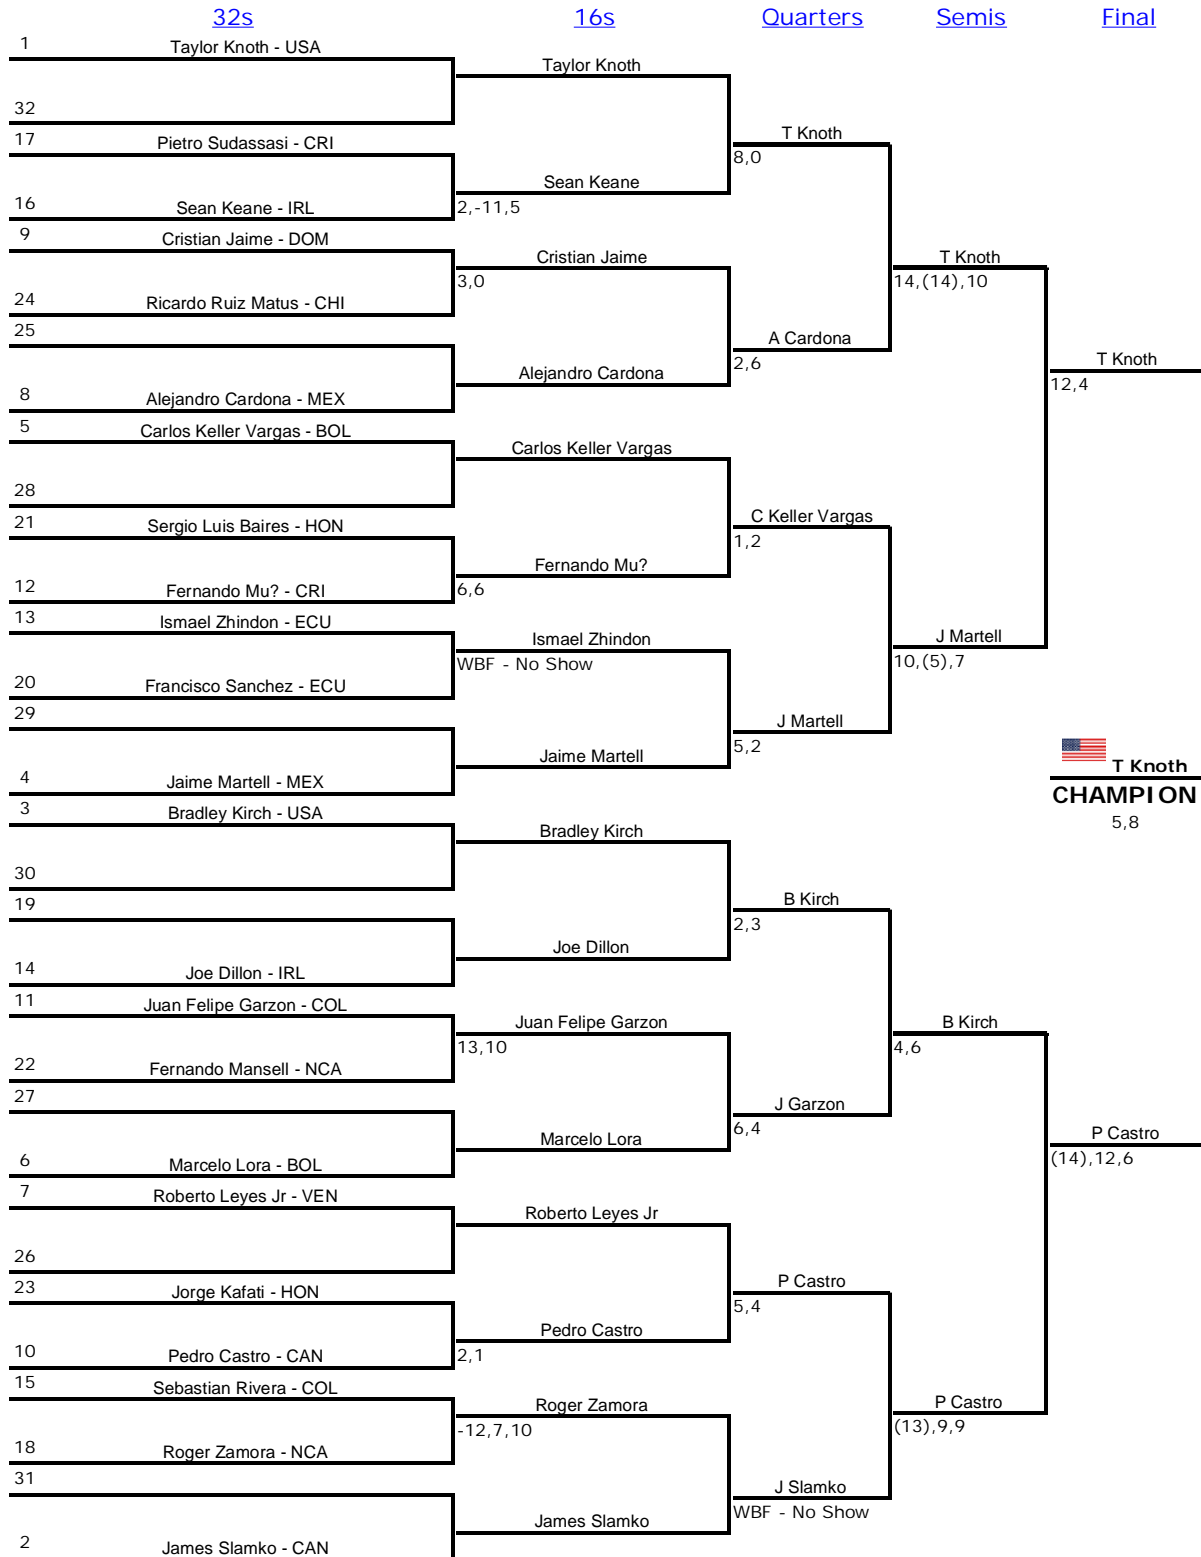 32s
16s
Quarters
Semis
Final
1
Taylor Knoth - USA
32
17
Pietro Sudassasi - CRI
16
Sean Keane - IRL
9
Cristian Jaime - DOM
24
Ricardo Ruiz Matus - CHI
25
8
Alejandro Cardona - MEX
5
Carlos Keller Vargas - BOL
28
21
Sergio Luis Baires - HON
12
Fernando Mu? - CRI
13
Ismael Zhindon - ECU
20
Francisco Sanchez - ECU
29
4
Jaime Martell - MEX
3
Bradley Kirch - USA
30
19
14
Joe Dillon - IRL
11
Juan Felipe Garzon - COL
22
Fernando Mansell - NCA
27
6
Marcelo Lora - BOL
7
Roberto Leyes Jr - VEN
26
23
Jorge Kafati - HON
10
Pedro Castro - CAN
15
Sebastian Rivera - COL
18
Roger Zamora - NCA
31
2
James Slamko - CAN
Taylor Knoth
Sean Keane
2,-11,5
Cristian Jaime
3,0
Alejandro Cardona
Carlos Keller Vargas
Fernando Mu?
6,6
Ismael Zhindon
WBF - No Show
Jaime Martell
Bradley Kirch
Joe Dillon
Juan Felipe Garzon
13,10
Marcelo Lora
Roberto Leyes Jr
Pedro Castro
2,1
Roger Zamora
-12,7,10
James Slamko
T Knoth
8,0
A Cardona
2,6
C Keller Vargas
1,2
J Martell
5,2
B Kirch
2,3
J Garzon
6,4
P Castro
5,4
J Slamko
WBF - No Show
T Knoth
14,(14),10
J Martell
10,(5),7
B Kirch
4,6
P Castro
(13),9,9
T Knoth
12,4
T Knoth
CHAMPION
5,8
P Castro
(14),12,6